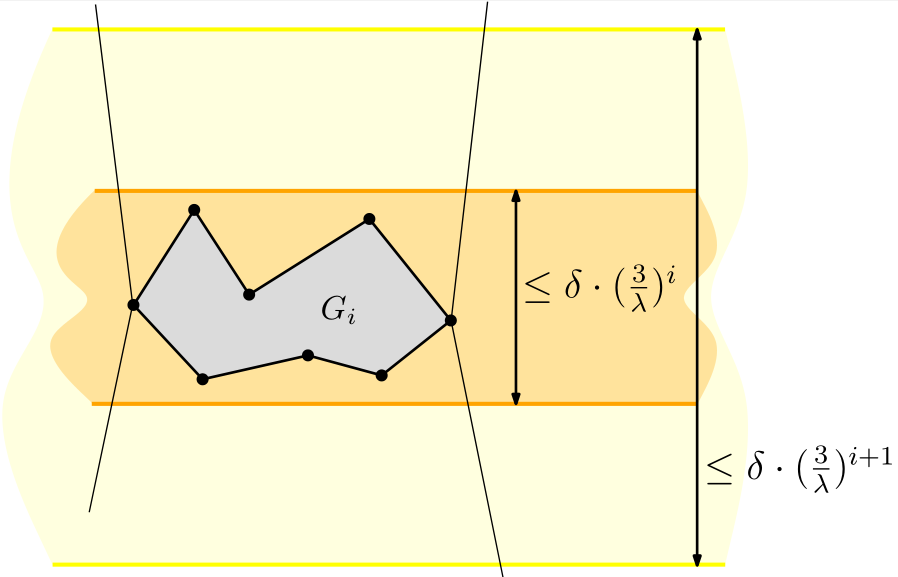 ≤ δ · (3/λ)^i
G_i
≤ δ · (3/λ)^{i+1}